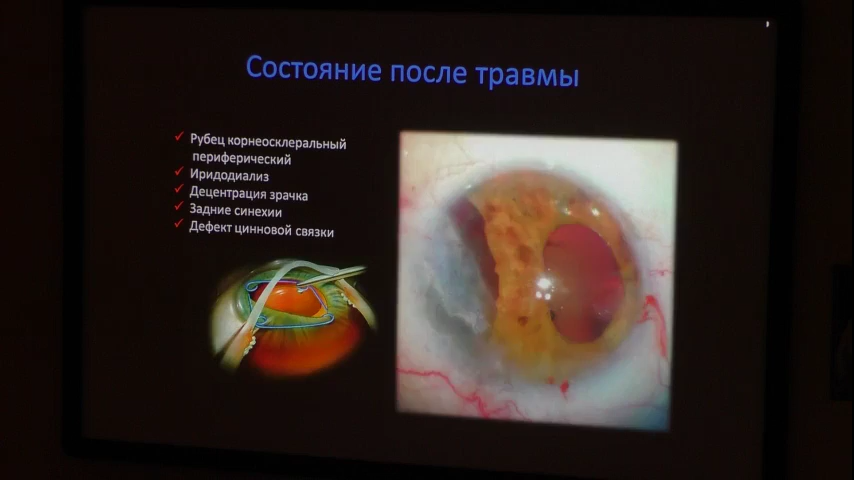 Состояние после травмы
Рубец корнеосклеральный
периферический
Иридодиализ
Децентрация зрачка
Задние синехии
Дефект цинновой связки